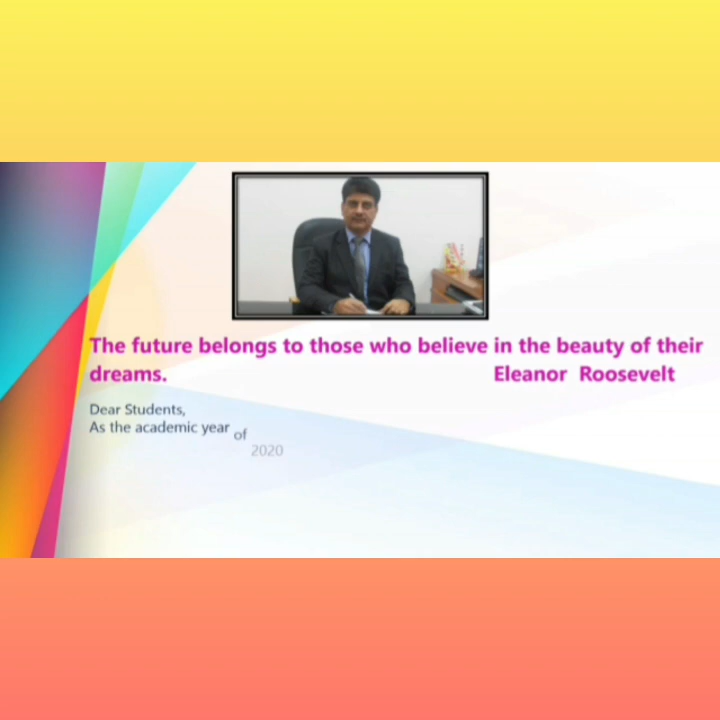 The future belongs to those who believe in the beauty of their
dreams. Eleanor Roosevelt
Dear Students,
As the academic year of
2020